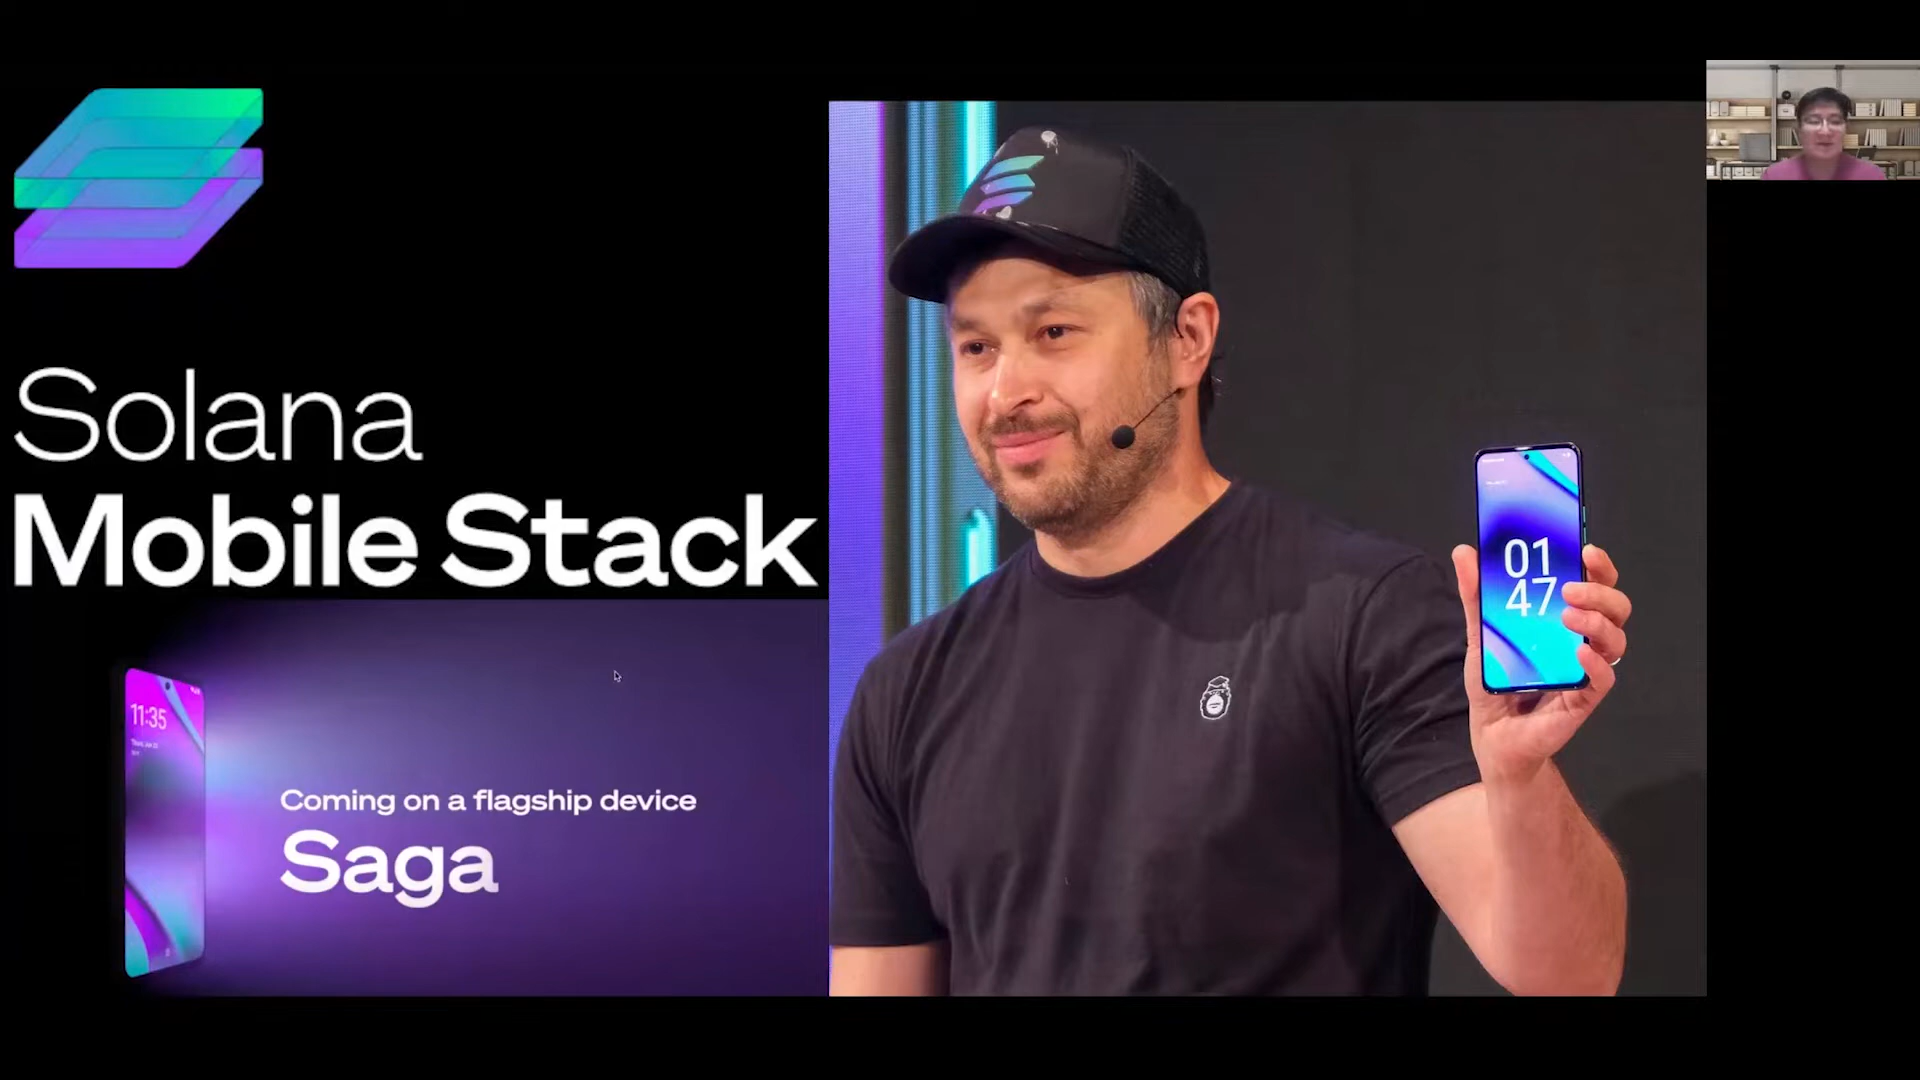 Solana
Mobile Stack
11:35
Coming on a flagship device
Saga
01
47